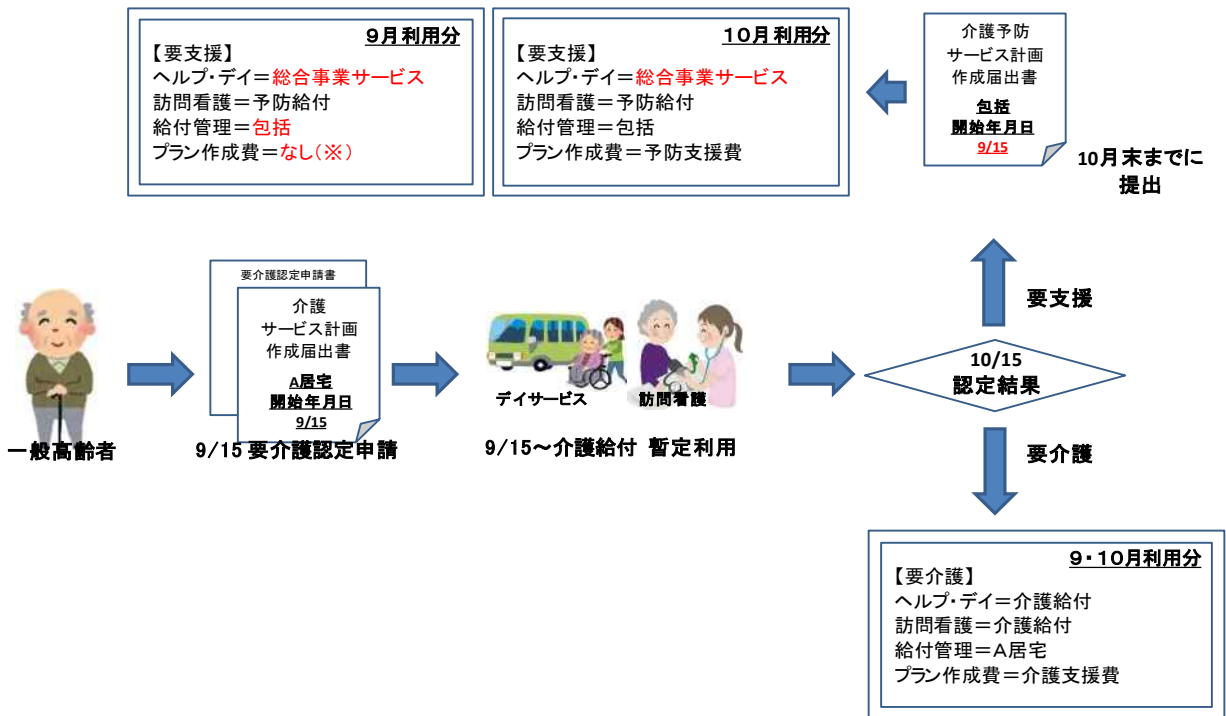 ９月利用分
【要支援】
ヘルプ・デイ＝総合事業サービス
訪問看護＝予防給付
給付管理＝包括
プラン作成費＝なし（※）
１０月利用分
【要支援】
ヘルプ・デイ＝総合事業サービス
訪問看護＝予防給付
給付管理＝包括
プラン作成費＝予防支援費
介護予防
サービス計画
作成届出書
包括
開始年月日
9/15
10月末までに
提出
要支援
要介護認定申請書
介護
サービス計画
作成届出書
A居宅
開始年月日
9/15
デイサービス
訪問看護
10/15
認定結果
一般高齢者
9/15 要介護認定申請
9/15～介護給付 暫定利用
要介護
９・１０月利用分
【要介護】
ヘルプ・デイ＝介護給付
訪問看護＝介護給付
給付管理＝A居宅
プラン作成費＝介護支援費